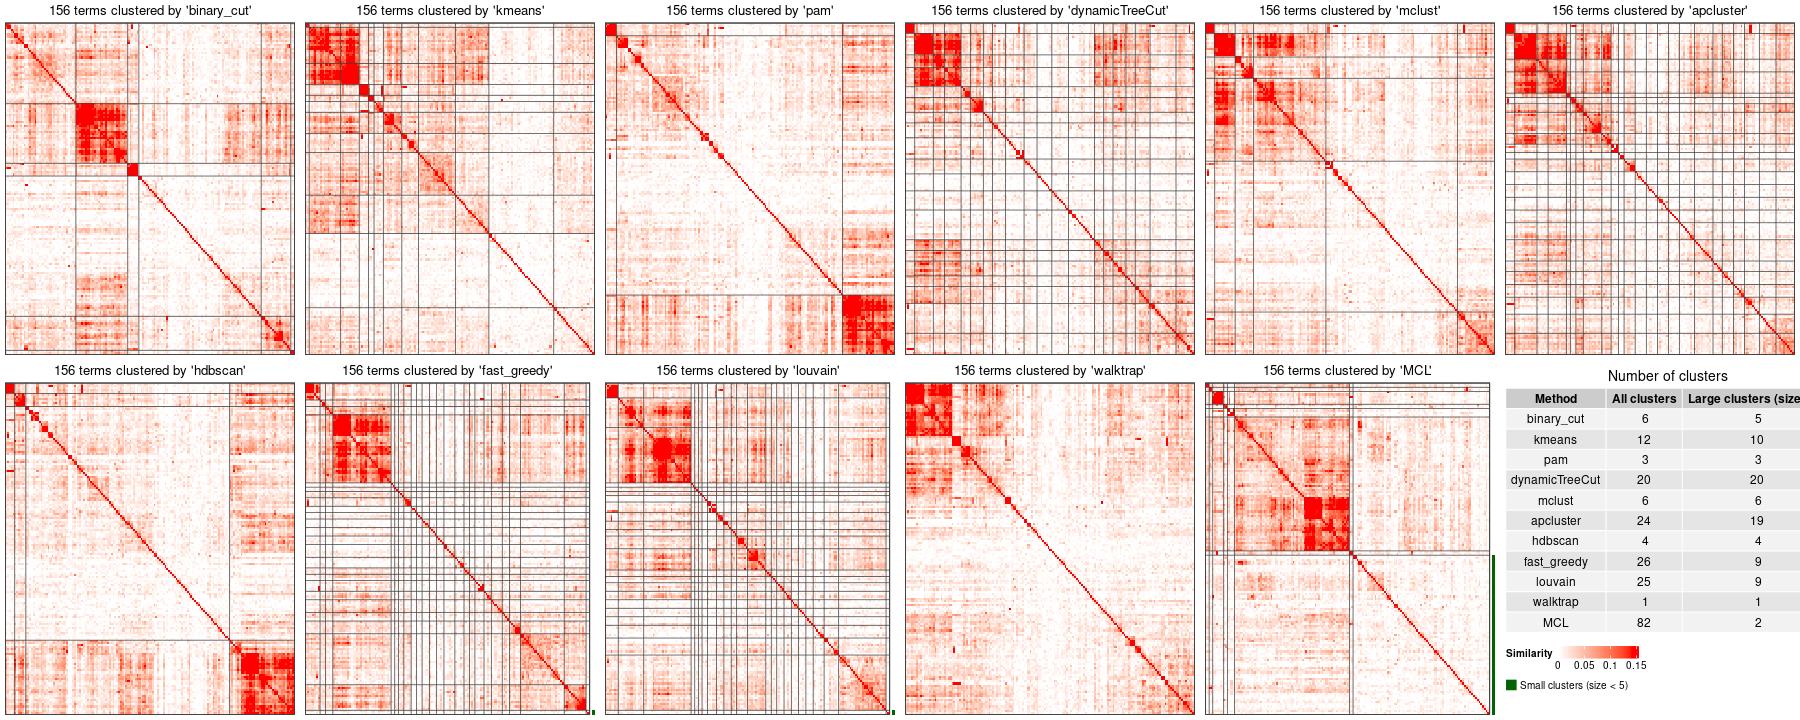 156 terms clustered by 'binary_cut'
156 terms clustered by 'kmeans'
156 terms clustered by 'pam'
156 terms clustered by 'dynamicTreeCut'
156 terms clustered by 'mclust'
156 terms clustered by 'apcluster'
156 terms clustered by 'hdbscan'
156 terms clustered by 'fast_greedy'
156 terms clustered by 'louvain'
156 terms clustered by 'walktrap'
156 terms clustered by 'MCL'
Number of clusters
Method All clusters Large clusters (size
binary_cut 6 5
kmeans 12 10
pam 3 3
dynamicTreeCut 20 20
mclust 6 6
apcluster 24 19
hdbscan 4 4
fast_greedy 26 9
louvain 25 9
walktrap 1 1
MCL 82 2
Similarity
0 0.05 0.1 0.15
Small clusters (size < 5)